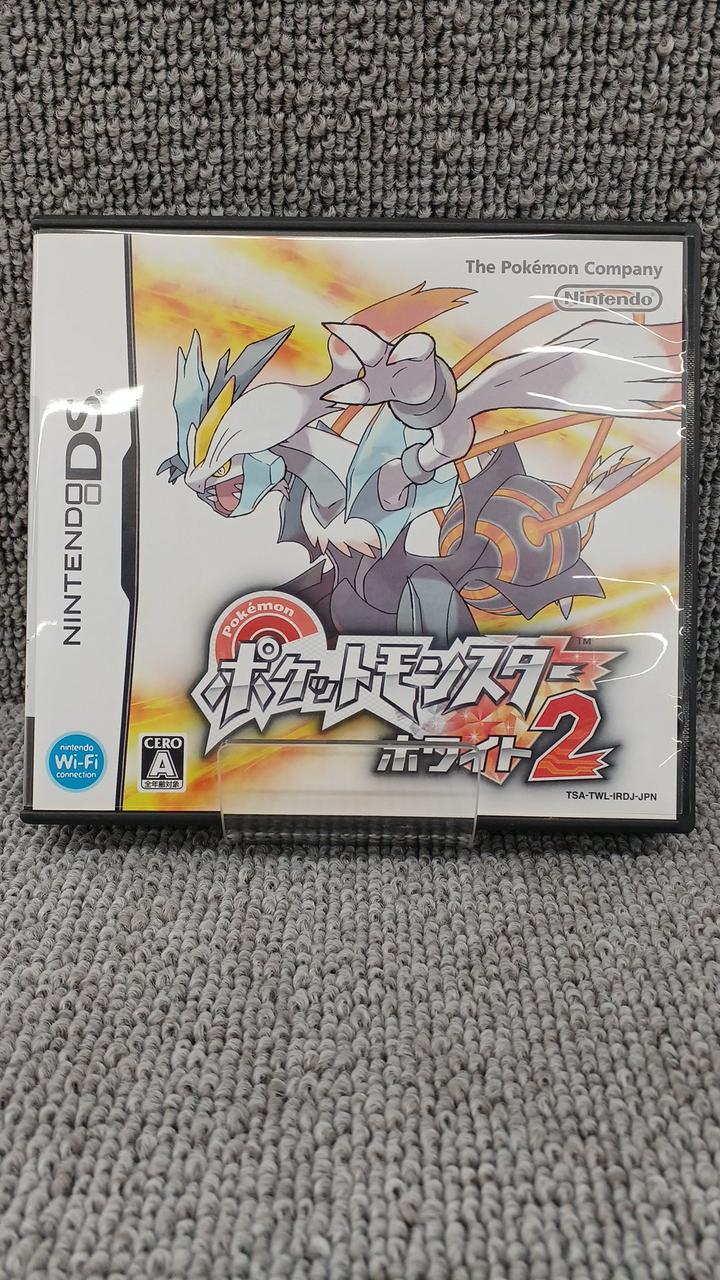 The Pokémon Company
Nintendo
NINTENDO DS
Pokémon
ポケットモンスター
TM
ホワイト2
nintendo
Wi-Fi
connection
CERO
A
全年齢対象
TSA-TWL-IRDJ-JPN